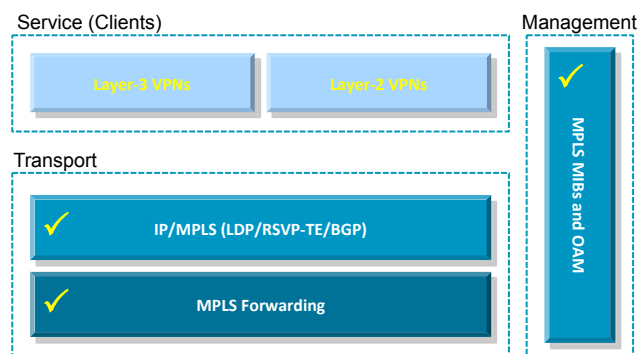 Service (Clients)
Management
Layer-3 VPNs
Layer-2 VPNs
MPLS MIBs and OAM
Transport
IP/MPLS (LDP/RSVP-TE/BGP)
MPLS Forwarding